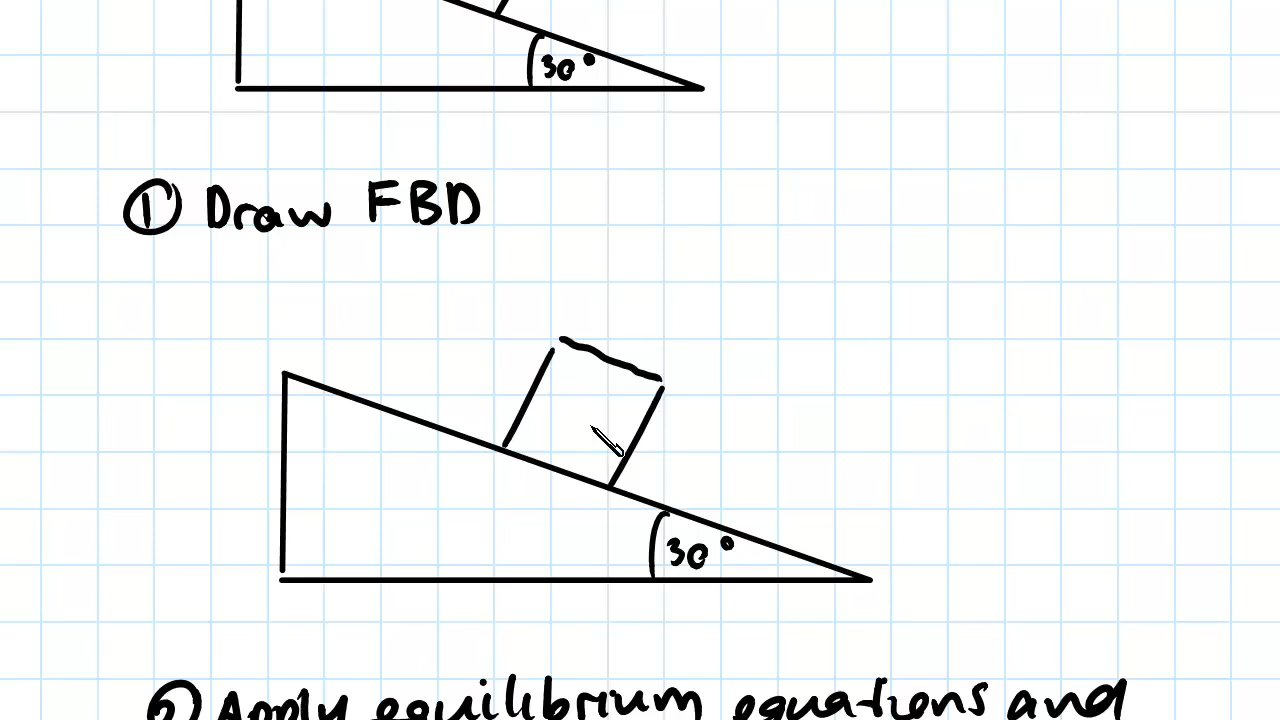 30°
① Draw FBD
30°
② Apply equilibrium equations and